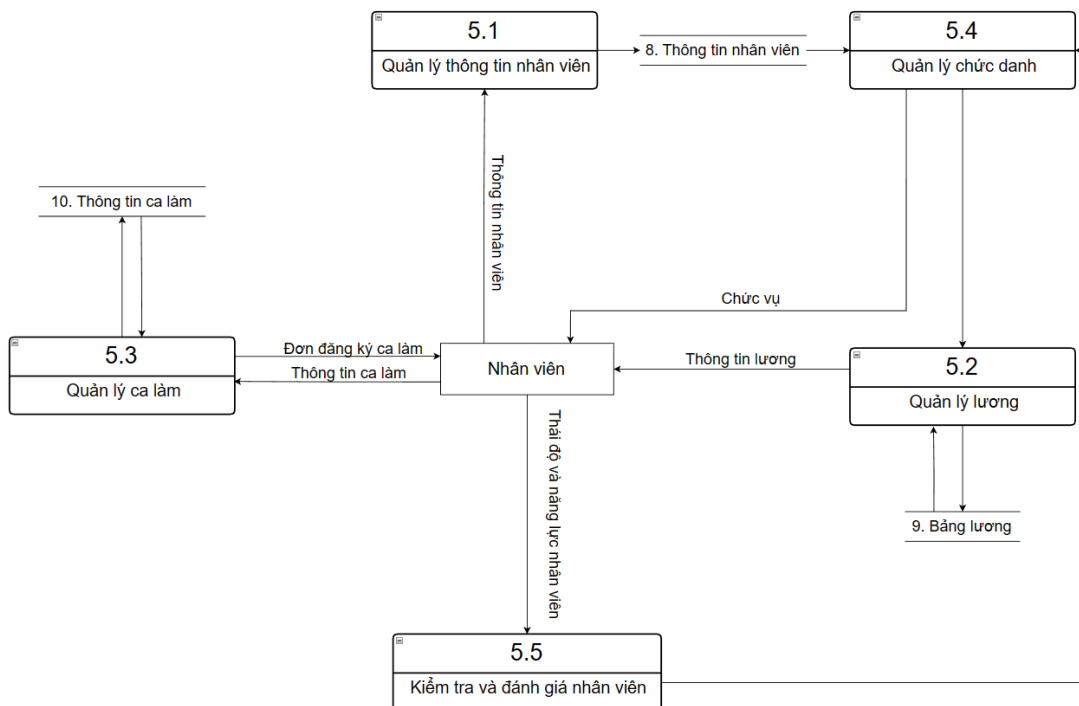 5.1
Quản lý thông tin nhân viên
8. Thông tin nhân viên
5.4
Quản lý chức danh
Thông tin nhân viên
10. Thông tin ca làm
Chức vụ
5.3
Quản lý ca làm
Đơn đăng ký ca làm
Thông tin ca làm
Nhân viên
Thông tin lương
5.2
Quản lý lương
Thái độ và năng lực nhân viên
9. Bảng lương
5.5
Kiểm tra và đánh giá nhân viên